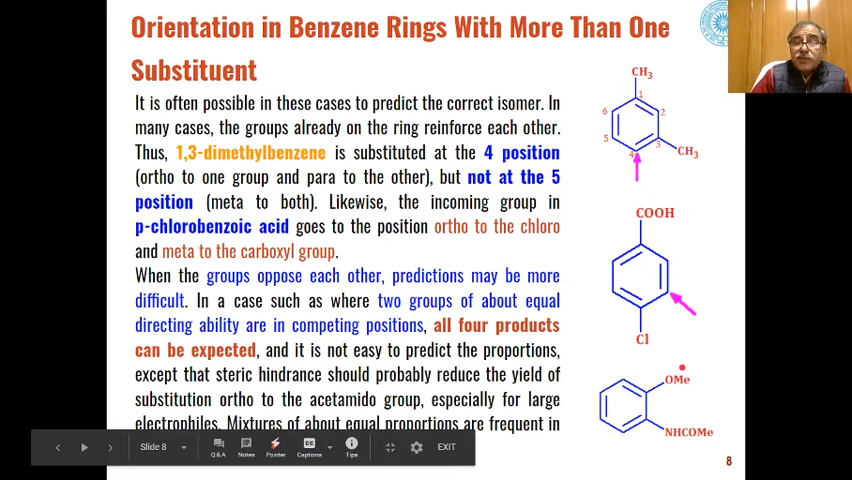 Orientation in Benzene Rings With More Than One
Substituent
It is often possible in these cases to predict the correct isomer. In
many cases, the groups already on the ring reinforce each other.
Thus, 1,3-dimethylbenzene is substituted at the 4 position
(ortho to one group and para to the other), but not at the 5
position (meta to both). Likewise, the incoming group in
p-chlorobenzoic acid goes to the position ortho to the chloro
and meta to the carboxyl group.
When the groups oppose each other, predictions may be more
difficult. In a case such as where two groups of about equal
directing ability are in competing positions, all four products
can be expected, and it is not easy to predict the proportions,
except that steric hindrance should probably reduce the yield of
substitution ortho to the acetamido group, especially for large
electrophiles. Mixtures of about equal proportions are frequent in
CH3
1
6
2
5
3
4
CH3
COOH
Cl
OMe
NHCOMe
Slide 8
Q&A
Notes
Pointer
Captions
Tips
EXIT
8